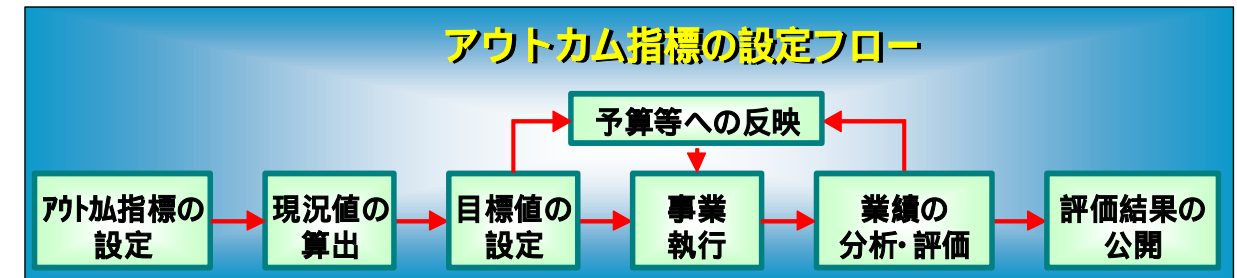 アウトカム指標の設定フロー
予算等への反映
ｱｳﾄｶﾑ指標の
設定
現況値の
算出
目標値の
設定
事業
執行
業績の
分析･評価
評価結果の
公開